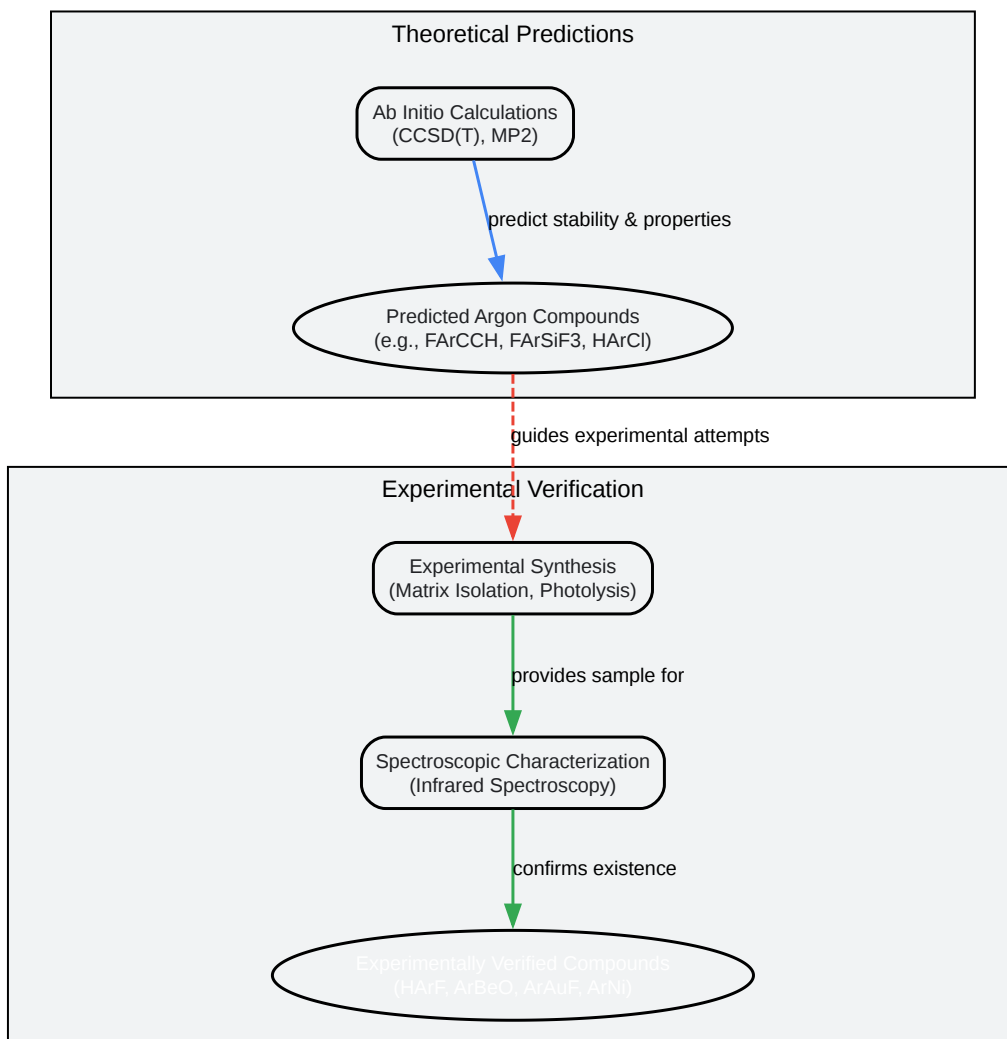 Theoretical Predictions
Ab Initio Calculations
(CCSD(T), MP2)
predict stability & properties
Predicted Argon Compounds
(e.g., FArCCH, FArSiF3, HArCl)
guides experimental attempts
Experimental Verification
Experimental Synthesis
(Matrix Isolation, Photolysis)
provides sample for
Spectroscopic Characterization
(Infrared Spectroscopy)
confirms existence
Experimentally Verified Compounds
(HArF, ArBeO, ArAuF, ArNi)